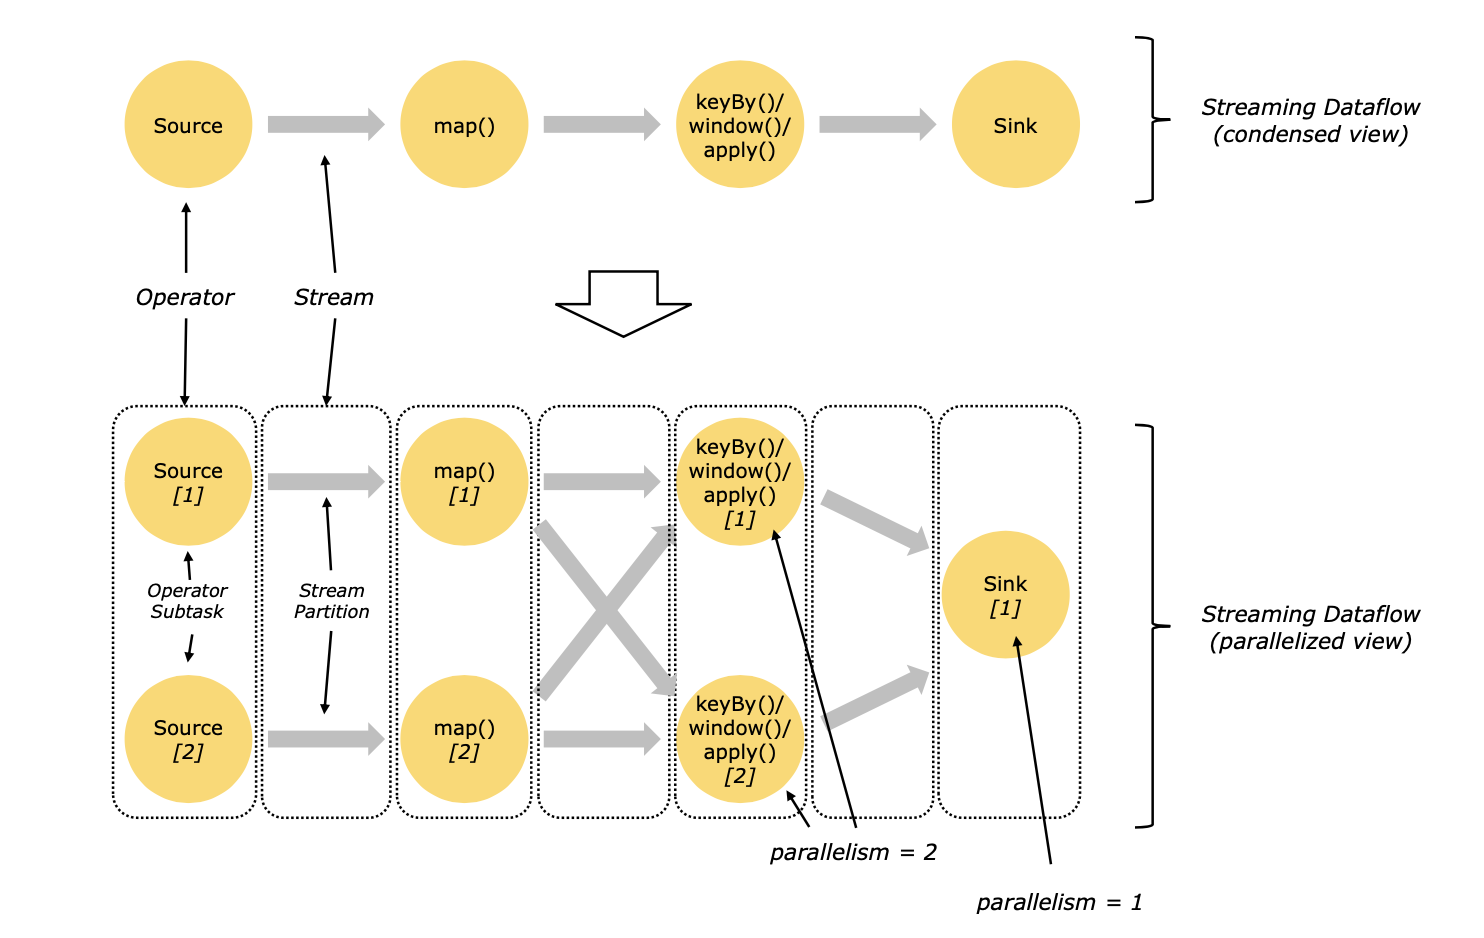 Source
map()
keyBy()/
window()/
apply()
Sink
Streaming Dataflow
(condensed view)
Operator
Stream
Source
[1]
map()
[1]
keyBy()/
window()/
apply()
[1]
Operator
Subtask
Stream
Partition
Sink
[1]
Streaming Dataflow
(parallelized view)
Source
[2]
map()
[2]
keyBy()/
window()/
apply()
[2]
parallelism = 2
parallelism = 1